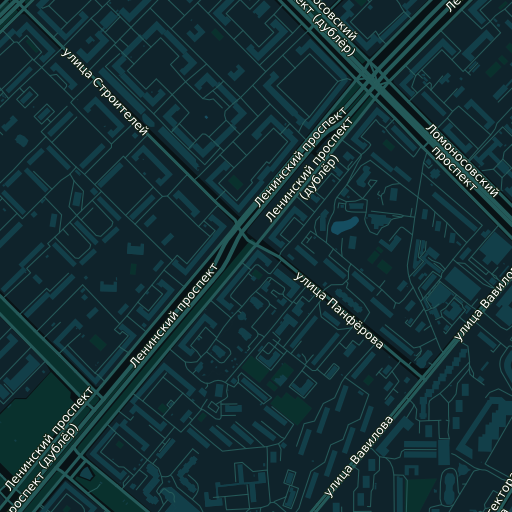 Ломоносовский
проспект (дублёр)
улица Строителей
Ленинский проспект
Ленинский проспект
(дублёр)
Ломоносовский
проспект
Ленинский проспект
улица Панфёрова
улица Вавилова
Ленинский проспект
проспект (дублёр)
улица Вавилова